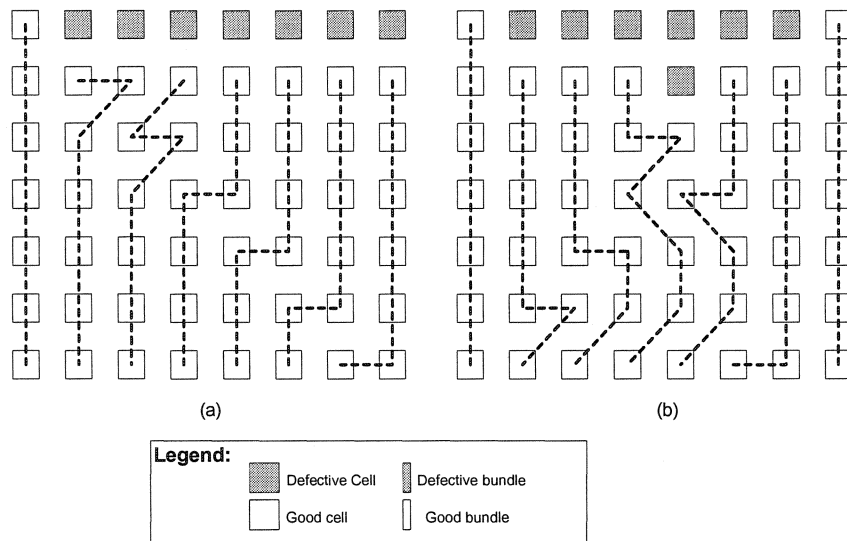 (a)
(b)
Legend:
Defective Cell
Defective bundle
Good cell
Good bundle